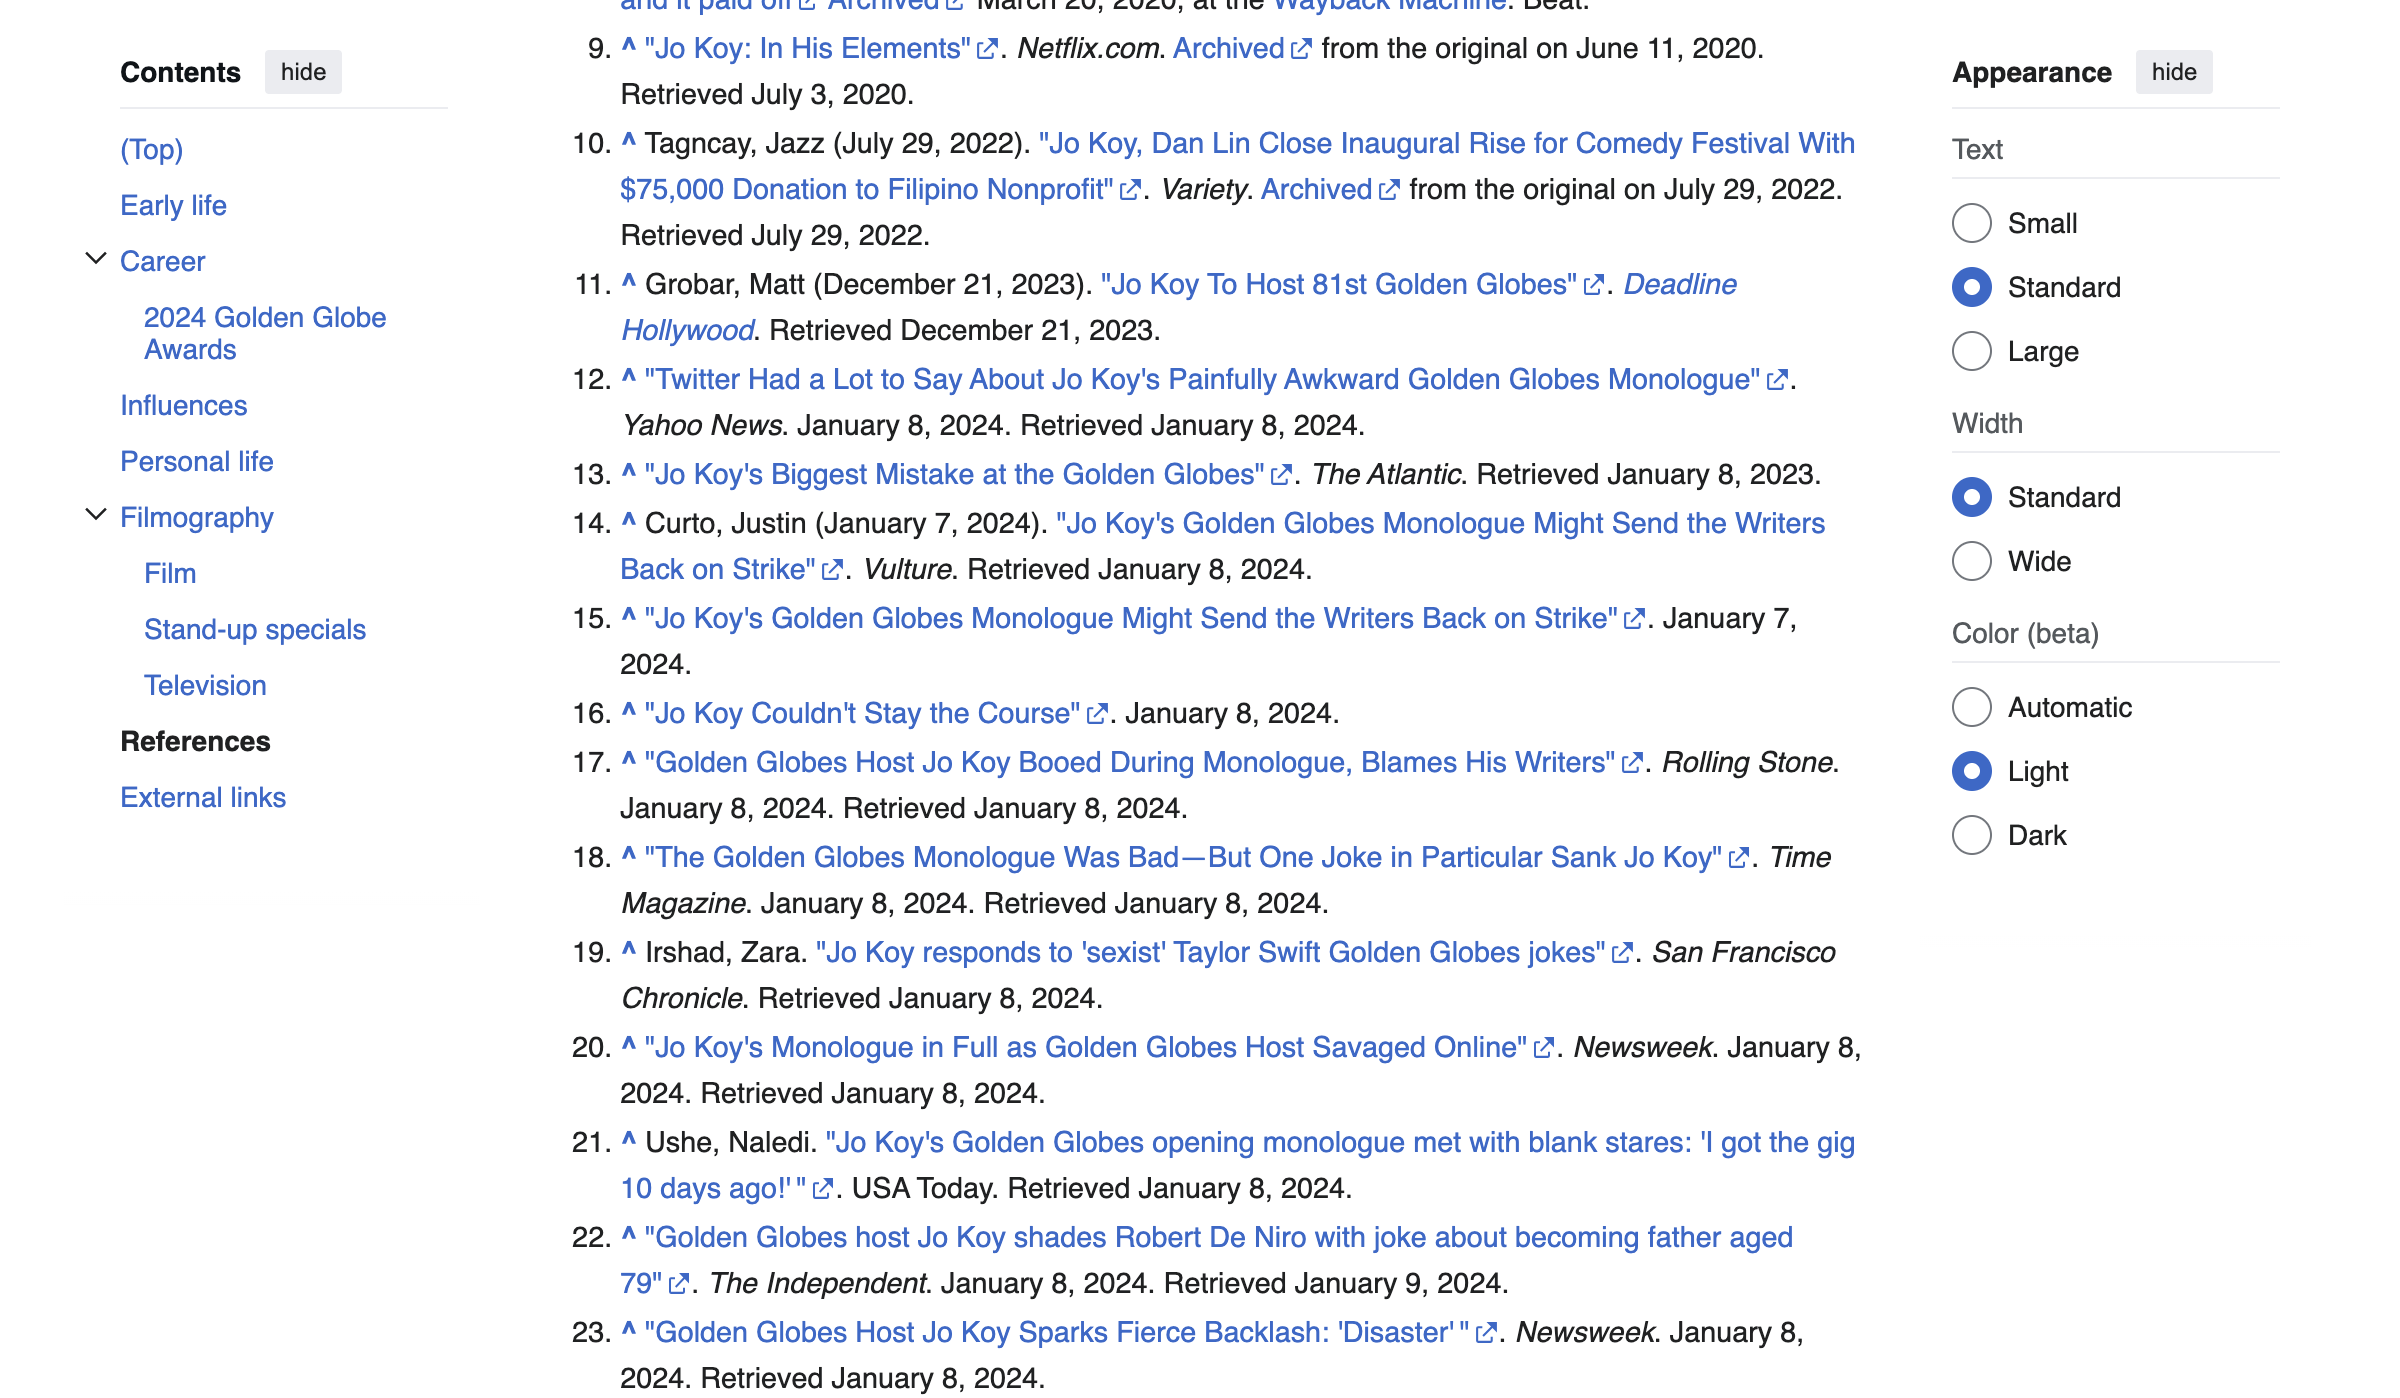 Contents hide
(Top)
Early life
Career
2024 Golden Globe
Awards
Influences
Personal life
Filmography
Film
Stand-up specials
Television
References
External links
and it paid off Archived March 20, 2020, at the Wayback Machine. Beat.
9. ^ "Jo Koy: In His Elements". Netflix.com. Archived from the original on June 11, 2020.
Retrieved July 3, 2020.
10. ^ Tagncay, Jazz (July 29, 2022). "Jo Koy, Dan Lin Close Inaugural Rise for Comedy Festival With
$75,000 Donation to Filipino Nonprofit". Variety. Archived from the original on July 29, 2022.
Retrieved July 29, 2022.
11. ^ Grobar, Matt (December 21, 2023). "Jo Koy To Host 81st Golden Globes". Deadline
Hollywood. Retrieved December 21, 2023.
12. ^ "Twitter Had a Lot to Say About Jo Koy's Painfully Awkward Golden Globes Monologue".
Yahoo News. January 8, 2024. Retrieved January 8, 2024.
13. ^ "Jo Koy's Biggest Mistake at the Golden Globes". The Atlantic. Retrieved January 8, 2023.
14. ^ Curto, Justin (January 7, 2024). "Jo Koy's Golden Globes Monologue Might Send the Writers
Back on Strike". Vulture. Retrieved January 8, 2024.
15. ^ "Jo Koy's Golden Globes Monologue Might Send the Writers Back on Strike". January 7,
2024.
16. ^ "Jo Koy Couldn't Stay the Course". January 8, 2024.
17. ^ "Golden Globes Host Jo Koy Booed During Monologue, Blames His Writers". Rolling Stone.
January 8, 2024. Retrieved January 8, 2024.
18. ^ "The Golden Globes Monologue Was Bad—But One Joke in Particular Sank Jo Koy". Time
Magazine. January 8, 2024. Retrieved January 8, 2024.
19. ^ Irshad, Zara. "Jo Koy responds to 'sexist' Taylor Swift Golden Globes jokes". San Francisco
Chronicle. Retrieved January 8, 2024.
20. ^ "Jo Koy's Monologue in Full as Golden Globes Host Savaged Online". Newsweek. January 8,
2024. Retrieved January 8, 2024.
21. ^ Ushe, Naledi. "Jo Koy's Golden Globes opening monologue met with blank stares: 'I got the gig
10 days ago!' ". USA Today. Retrieved January 8, 2024.
22. ^ "Golden Globes host Jo Koy shades Robert De Niro with joke about becoming father aged
79". The Independent. January 8, 2024. Retrieved January 9, 2024.
23. ^ "Golden Globes Host Jo Koy Sparks Fierce Backlash: 'Disaster' ". Newsweek. January 8,
2024. Retrieved January 8, 2024.
Appearance hide
Text
Small
Standard
Large
Width
Standard
Wide
Color (beta)
Automatic
Light
Dark